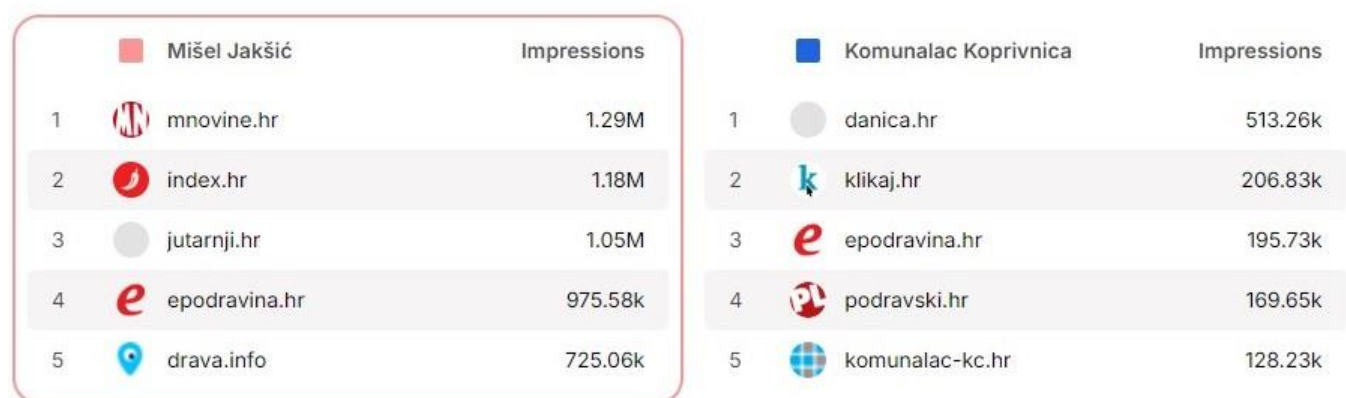 Mišel Jakšić Impressions
1 MN mnovine.hr 1.29M
2 index.hr 1.18M
3 jutarnji.hr 1.05M
4 e epodravina.hr 975.58k
5 drava.info 725.06k
Komunalac Koprivnica Impressions
1 danica.hr 513.26k
2 k klikaj.hr 206.83k
3 e epodravina.hr 195.73k
4 PL podravski.hr 169.65k
5 komunalac-kc.hr 128.23k